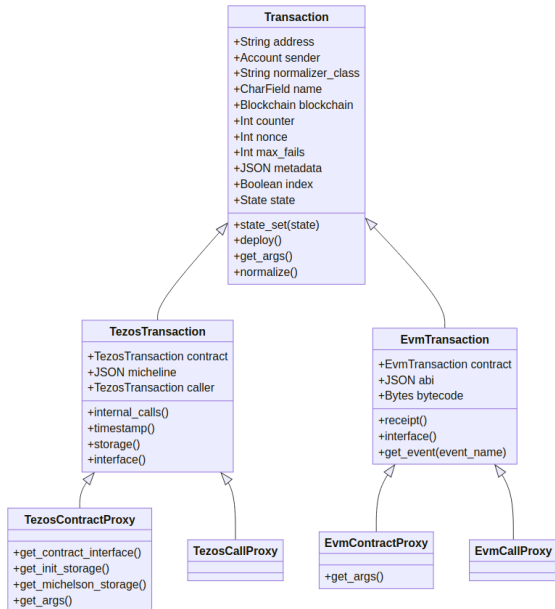 Transaction
+String address
+Account sender
+String normalizer_class
+CharField name
+Blockchain blockchain
+Int counter
+Int nonce
+Int max_fails
+JSON metadata
+Boolean index
+State state
+state_set(state)
+deploy()
+get_args()
+normalize()
TezosTransaction
+TezosTransaction contract
+JSON micheline
+TezosTransaction caller
+internal_calls()
+timestamp()
+storage()
+interface()
EvmTransaction
+EvmTransaction contract
+JSON abi
+Bytes bytecode
+receipt()
+interface()
+get_event(event_name)
TezosContractProxy
+get_contract_interface()
+get_init_storage()
+get_michelson_storage()
+get_args()
TezosCallProxy
EvmContractProxy
+get_args()
EvmCallProxy